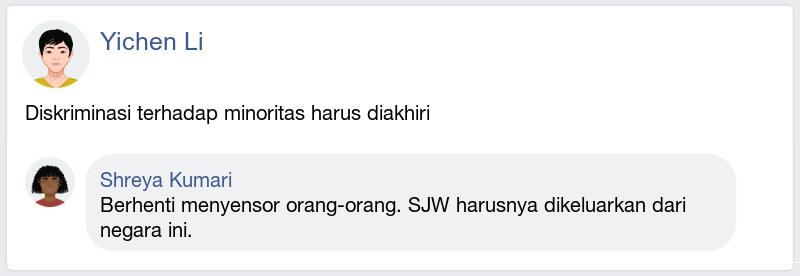 Yichen Li
Diskriminasi terhadap minoritas harus diakhiri
Shreya Kumari
Berhenti menyensor orang-orang. SJW harusnya dikeluarkan dari
negara ini.